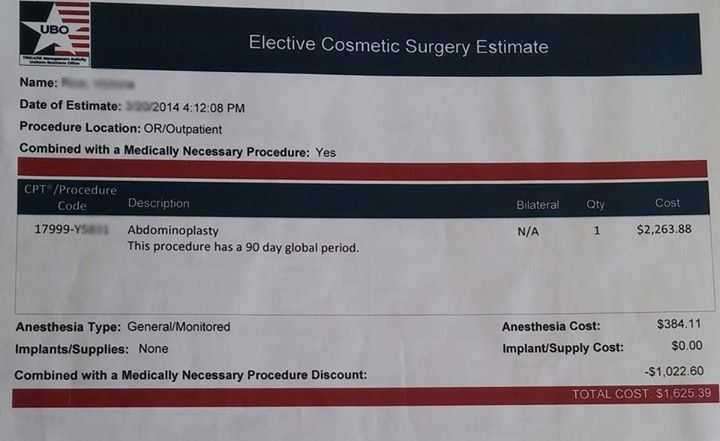 UBO
TRICARE Management Activity
Uniform Business Office
Elective Cosmetic Surgery Estimate
Name:
Date of Estimate: /2014 4:12:08 PM
Procedure Location: OR/Outpatient
Combined with a Medically Necessary Procedure: Yes
CPT®/Procedure Code Description Bilateral Qty Cost
17999-Y Abdominoplasty N/A 1 $2,263.88
This procedure has a 90 day global period.
Anesthesia Type: General/Monitored Anesthesia Cost: $384.11
Implants/Supplies: None Implant/Supply Cost: $0.00
Combined with a Medically Necessary Procedure Discount: -$1,022.60
TOTAL COST: $1,625.39